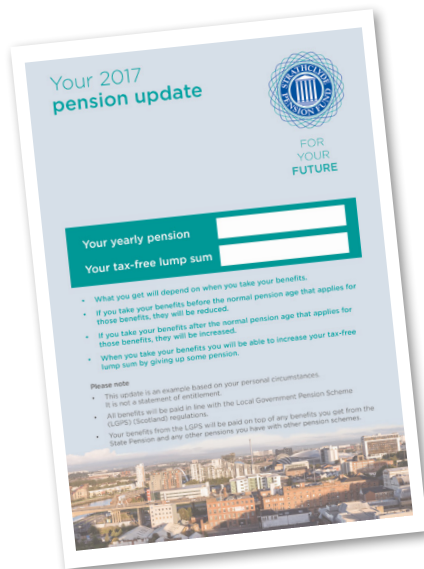 Your 2017
pension update
STRATHCLYDE
PENSION FUND
FOR
YOUR
FUTURE
Your yearly pension
Your tax-free lump sum
• What you get will depend on when you take your benefits.
• If you take your benefits before the normal pension age that applies for
those benefits, they will be reduced.
• If you take your benefits after the normal pension age that applies for
those benefits, they will be increased.
• When you take your benefits you will be able to increase your tax-free
lump sum by giving up some pension.
Please note
• This update is an example based on your personal circumstances.
It is not a statement of entitlement.
• All benefits will be paid in line with the Local Government Pension Scheme
(LGPS) (Scotland) regulations.
• Your benefits from the LGPS will be paid on top of any benefits you get from the
State Pension and any other pensions you have with other pension schemes.